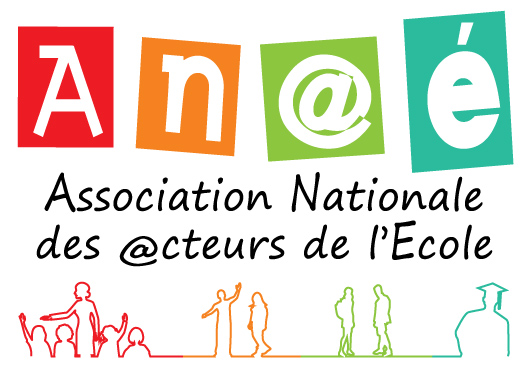 An@é
Association Nationale
des @cteurs de l'Ecole